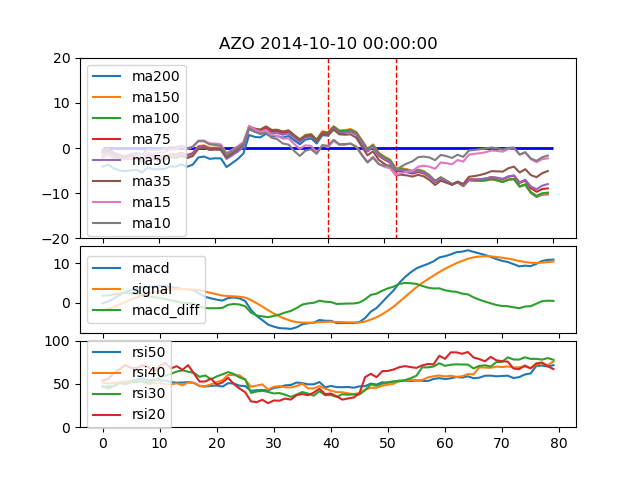 AZO 2014-10-10 00:00:00
20
10
0
−10
−20
ma200
ma150
ma100
ma75
ma50
ma35
ma15
ma10
10
0
macd
signal
macd_diff
100
50
0
rsi50
rsi40
rsi30
rsi20
0 10 20 30 40 50 60 70 80